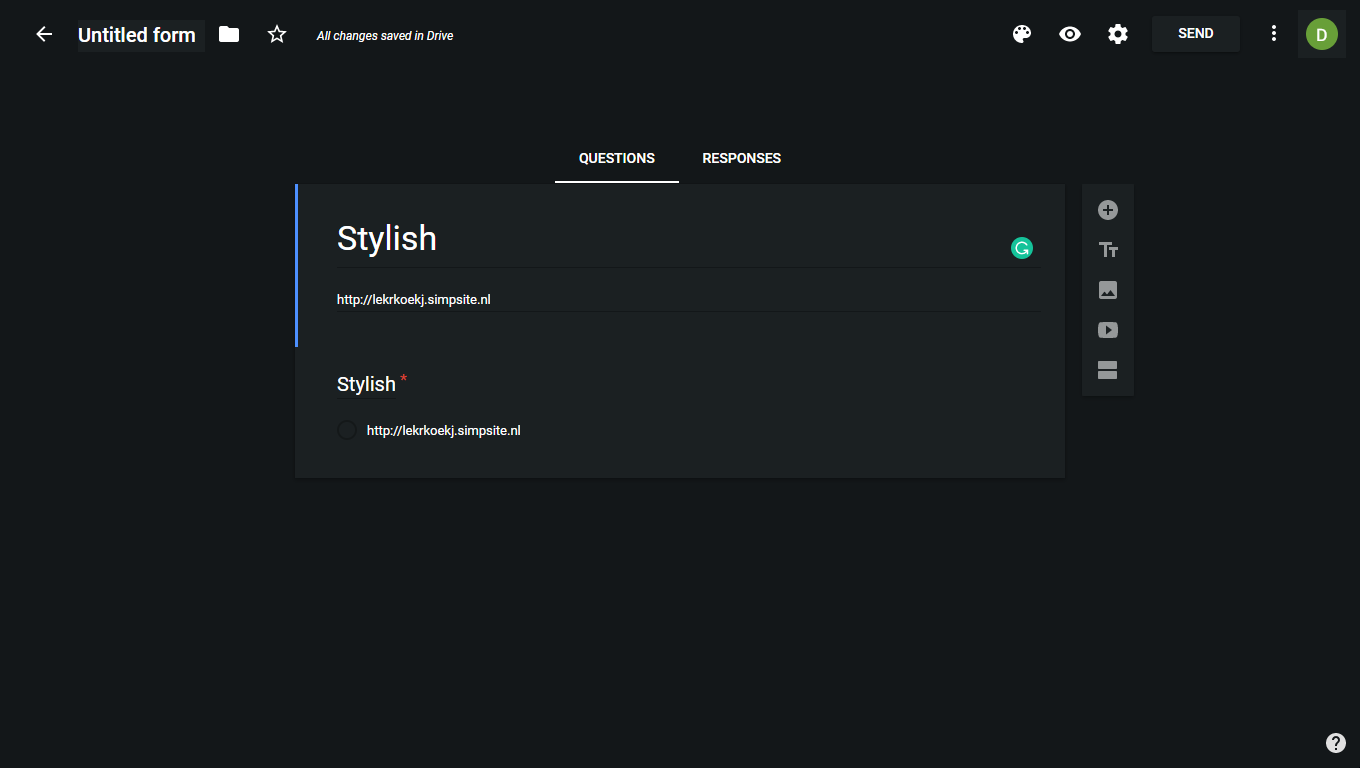 Untitled form
All changes saved in Drive
SEND
D
QUESTIONS
RESPONSES
Stylish
http://lekrkoekj.simpsite.nl
Stylish *
http://lekrkoekj.simpsite.nl